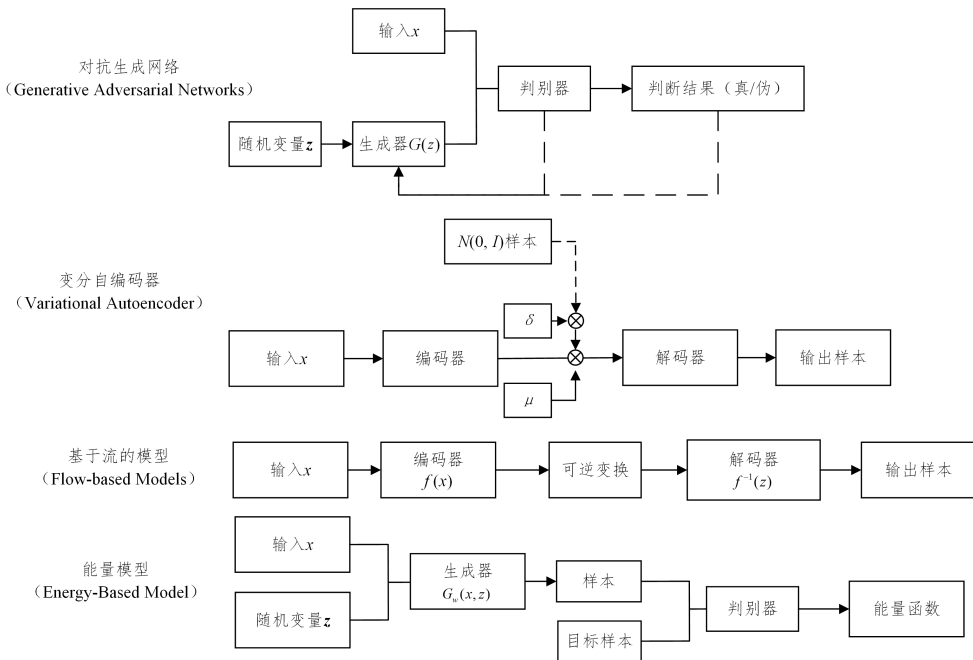 对抗生成网络
（Generative Adversarial Networks）
输入x
判别器
判断结果（真/伪）
随机变量z
生成器G(z)
变分自编码器
（Variational Autoencoder）
N(0, I)样本
δ
输入x
编码器
解码器
输出样本
μ
基于流的模型
（Flow-based Models）
输入x
编码器
f(x)
可逆变换
解码器
f⁻¹(z)
输出样本
能量模型
（Energy-Based Model）
输入x
随机变量z
生成器
G_w(x, z)
样本
目标样本
判别器
能量函数